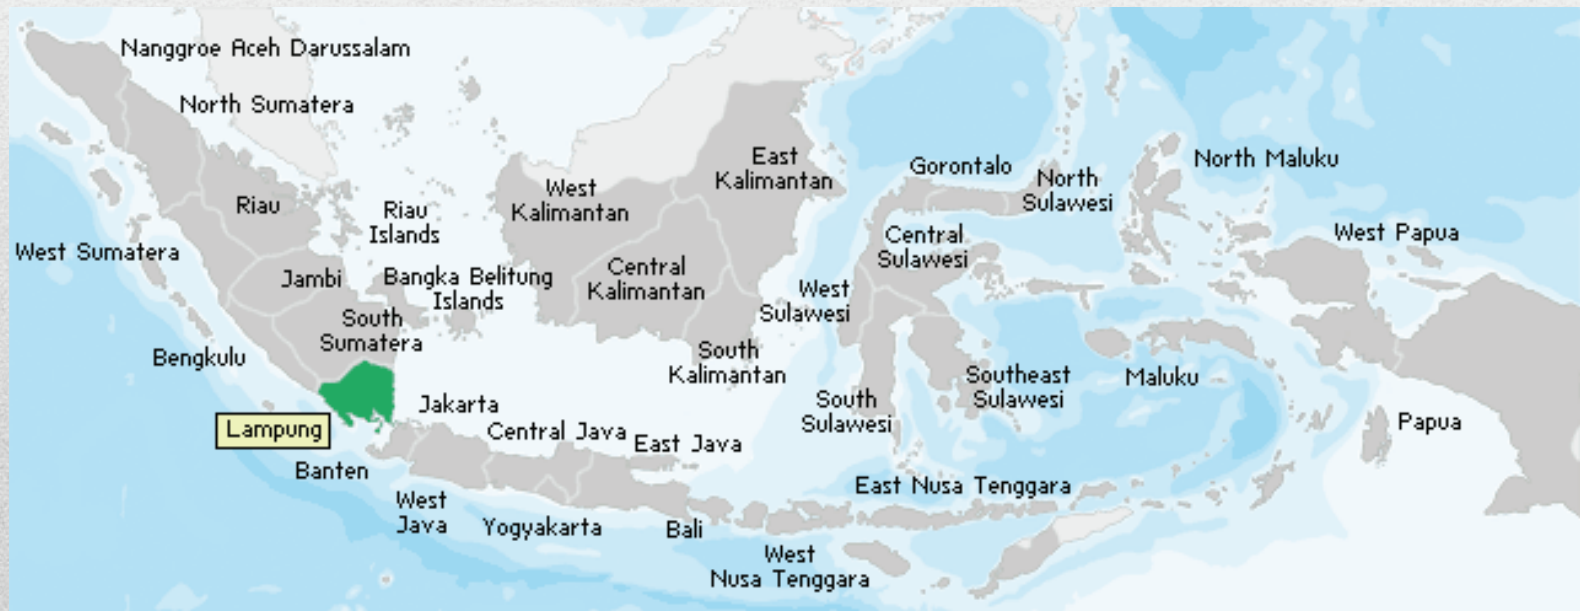 Nanggroe Aceh Darussalam
North Sumatera
East
Kalimantan
Gorontalo
North Maluku
North
Sulawesi
West
Kalimantan
Riau
Riau
Islands
West Sumatera
Central
Sulawesi
West Papua
Jambi
Bangka Belitung
Islands
Central
Kalimantan
West
Sulawesi
South
Sumatera
Bengkulu
South
Kalimantan
Southeast
Sulawesi
Maluku
Jakarta
South
Sulawesi
Papua
Lampung
Central Java
East Java
Banten
East Nusa Tenggara
West
Java
Yogyakarta
Bali
West
Nusa Tenggara